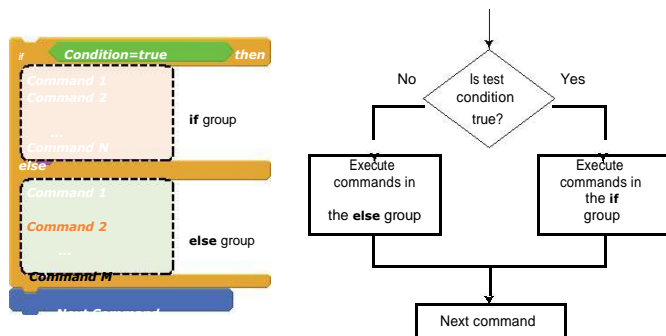 if Condition=true then
Command 1
Command 2
...
Command N
if group
else
Command 1
Command 2
...
else group
Command M
Next Command
No
Is test
condition
true?
Yes
Execute
commands in
the else group
Execute
commands in
the if
group
Next command